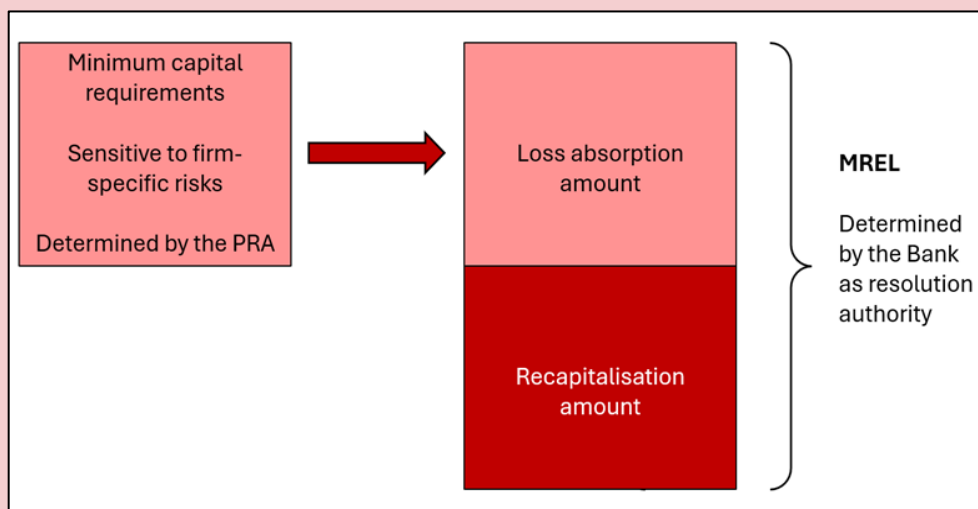 Minimum capital
requirements
Sensitive to firm-
specific risks
Determined by the PRA
Loss absorption
amount
Recapitalisation
amount
MREL
Determined
by the Bank
as resolution
authority